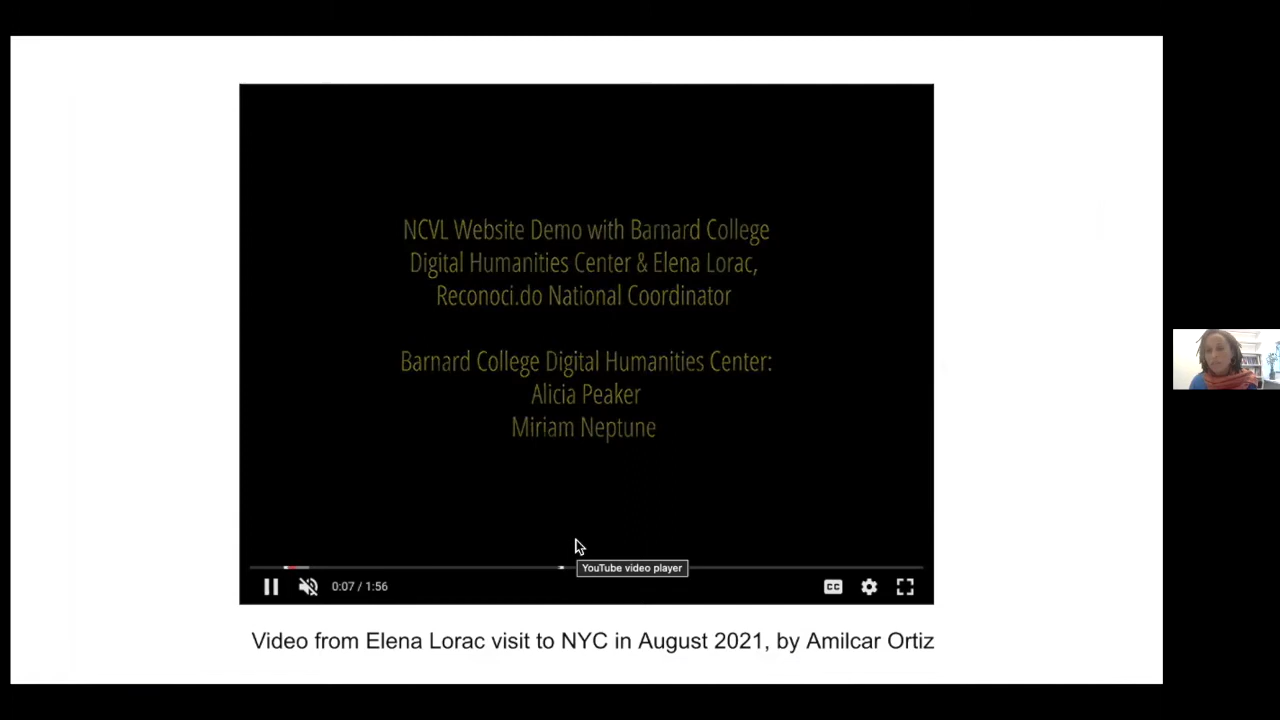 NCVL Website Demo with Barnard College
Digital Humanities Center & Elena Lorac,
Reconoci.do National Coordinator
Barnard College Digital Humanities Center:
Alicia Peaker
Miriam Neptune
YouTube video player
0:07 / 1:56
CC
Video from Elena Lorac visit to NYC in August 2021, by Amilcar Ortiz